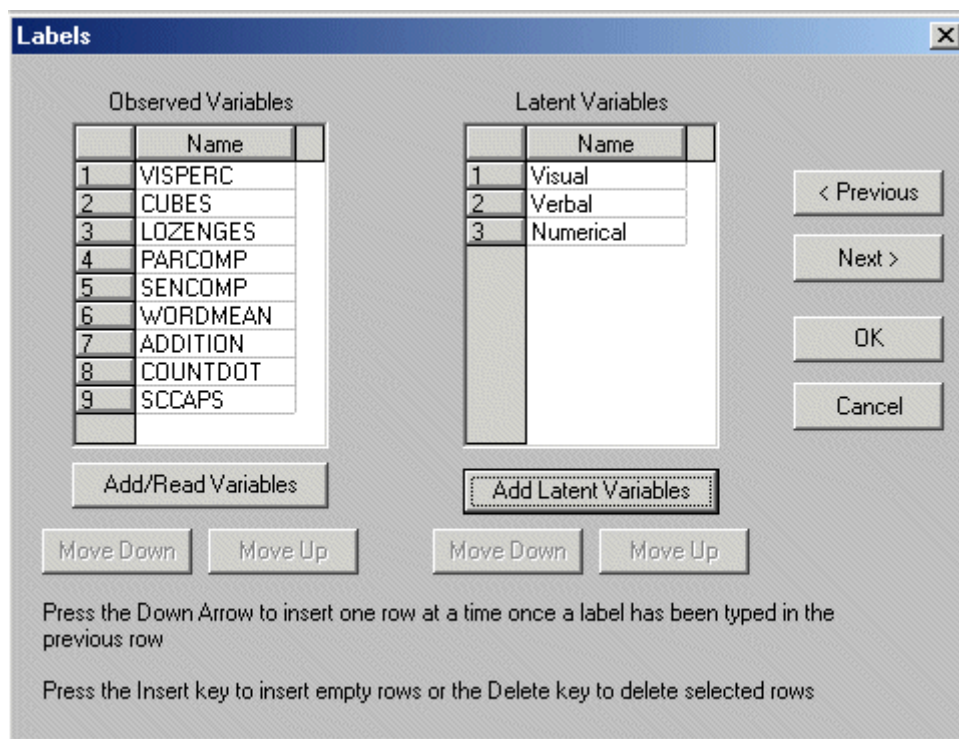 Labels
Observed Variables
Latent Variables
Name
1 VISPERC
2 CUBES
3 LOZENGES
4 PARCOMP
5 SENCOMP
6 WORDMEAN
7 ADDITION
8 COUNTDOT
9 SCCAPS
Name
1 Visual
2 Verbal
3 Numerical
< Previous
Next >
OK
Cancel
Add/Read Variables
Add Latent Variables
Move Down
Move Up
Move Down
Move Up
Press the Down Arrow to insert one row at a time once a label has been typed in the
previous row
Press the Insert key to insert empty rows or the Delete key to delete selected rows